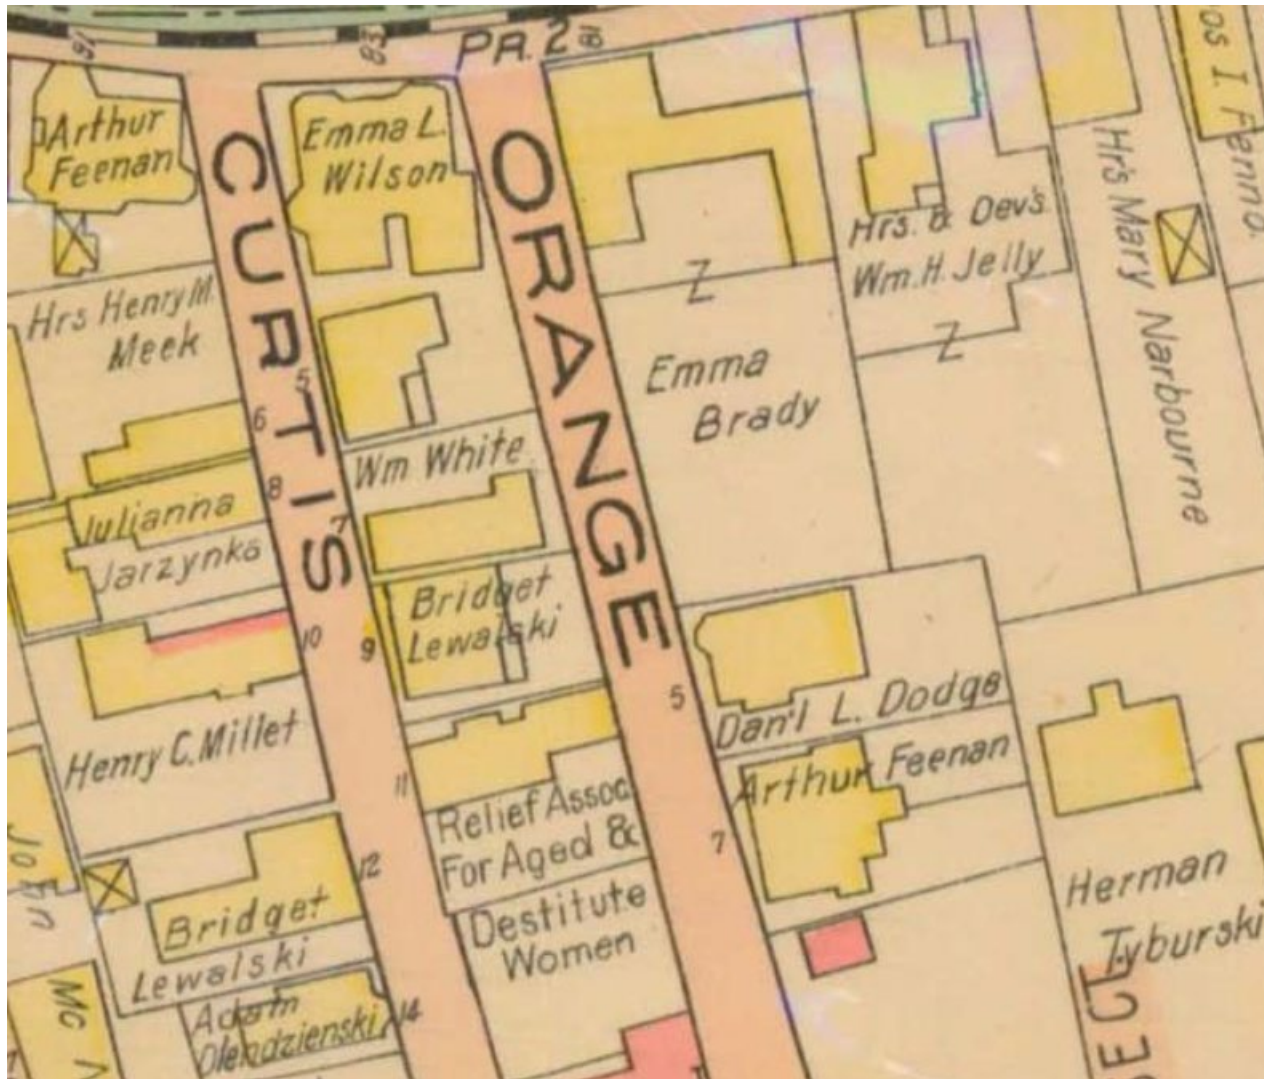 PR. 2
81
83
Arthur
Feenan
Emma L.
Wilson
CURTIS
ORANGE
Hrs. & Dev's
Wm. H. Jelly
Hrs Mary Narbourne
I. Fenno.
Hrs Henry M.
Meek
Z
Z
Emma
Brady
5
6
Wm White
8
7
Julianna
Jarzynka
Bridget
Lewalski
10
9
5
Dan'l L. Dodge
Henry C. Millet
Arthur Feenan
11
Relief Assoc.
For Aged &
Destitute
Women
7
12
John
Herman
Tyburski
Bridget
Lewalski
Adam
Olendzienski
14
Mc